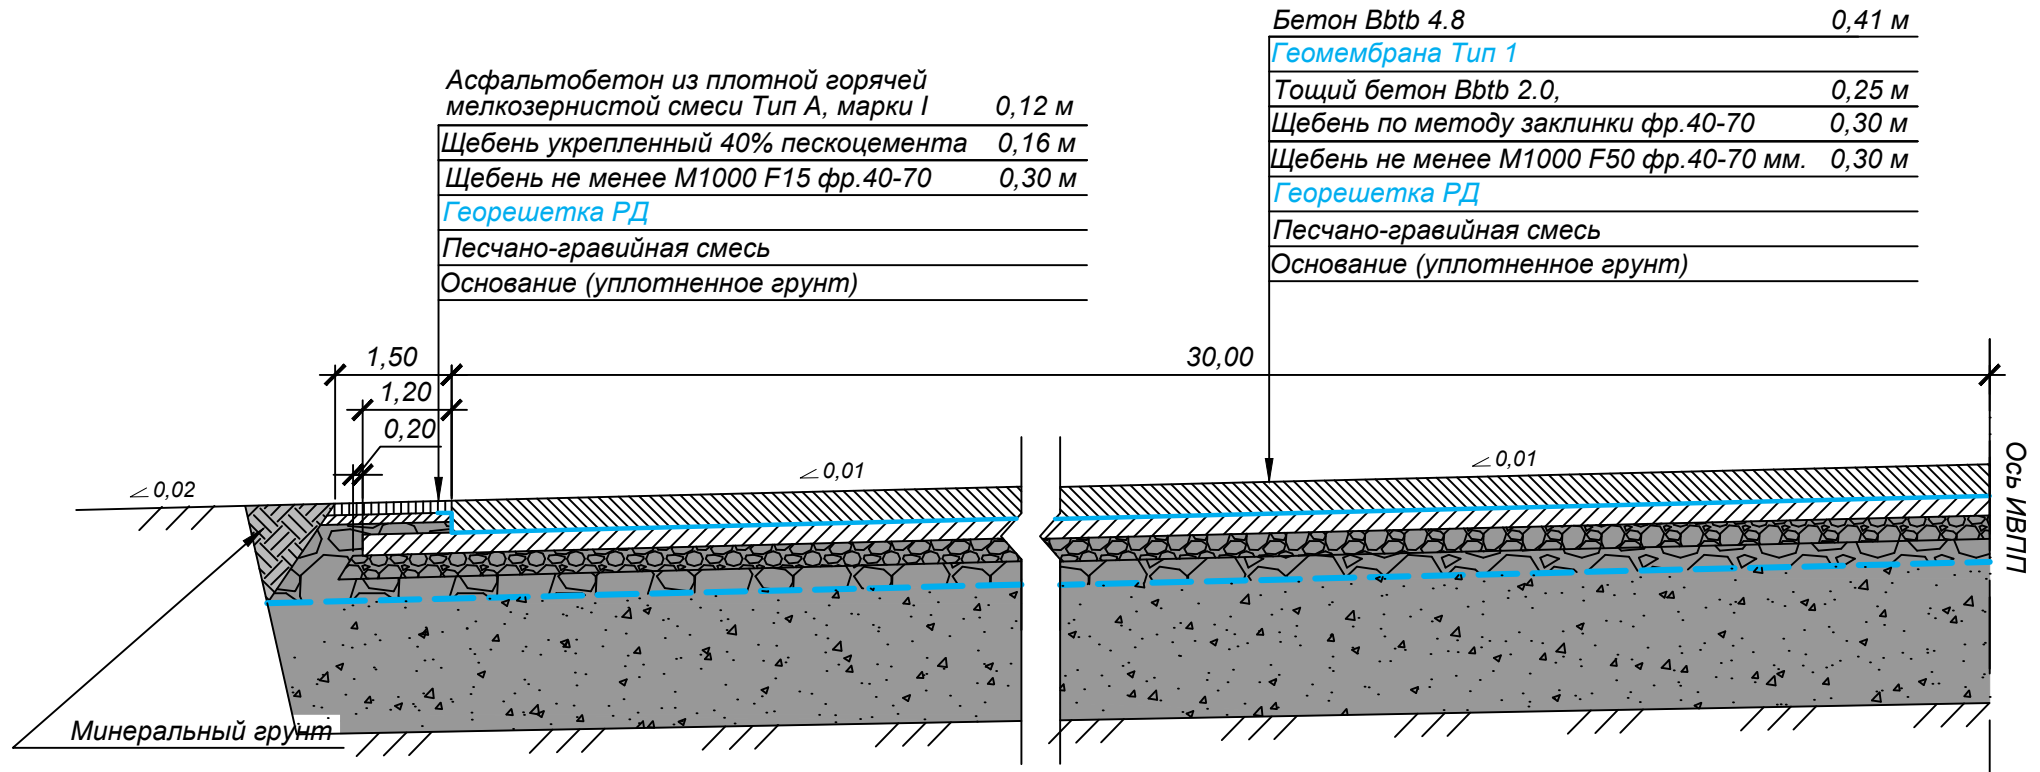 Бетон Bbtb 4.8 0,41 м
Геомембрана Тип 1
Тощий бетон Bbtb 2.0, 0,25 м
Щебень по методу заклинки фр.40-70 0,30 м
Щебень не менее М1000 F50 фр.40-70 мм. 0,30 м
Георешетка РД
Песчано-гравийная смесь
Основание (уплотненное грунт)
Асфальтобетон из плотной горячей
мелкозернистой смеси Тип А, марки I 0,12 м
Щебень укрепленный 40% пескоцемента 0,16 м
Щебень не менее М1000 F15 фр.40-70 0,30 м
Георешетка РД
Песчано-гравийная смесь
Основание (уплотненное грунт)
1,50
30,00
1,20
0,20
∠ 0,02
∠ 0,01
∠ 0,01
Ось ИВПП
Минеральный грунт